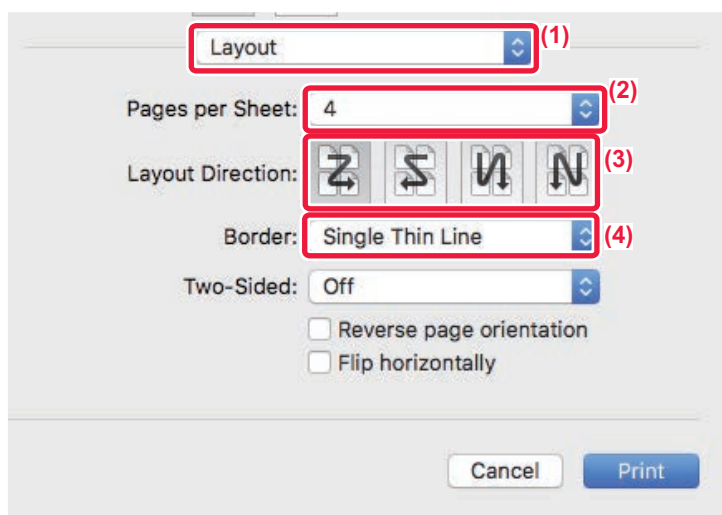 Layout (1)
Pages per Sheet: 4 (2)
Layout Direction: (3)
Border: Single Thin Line (4)
Two-Sided: Off
Reverse page orientation
Flip horizontally
Cancel Print